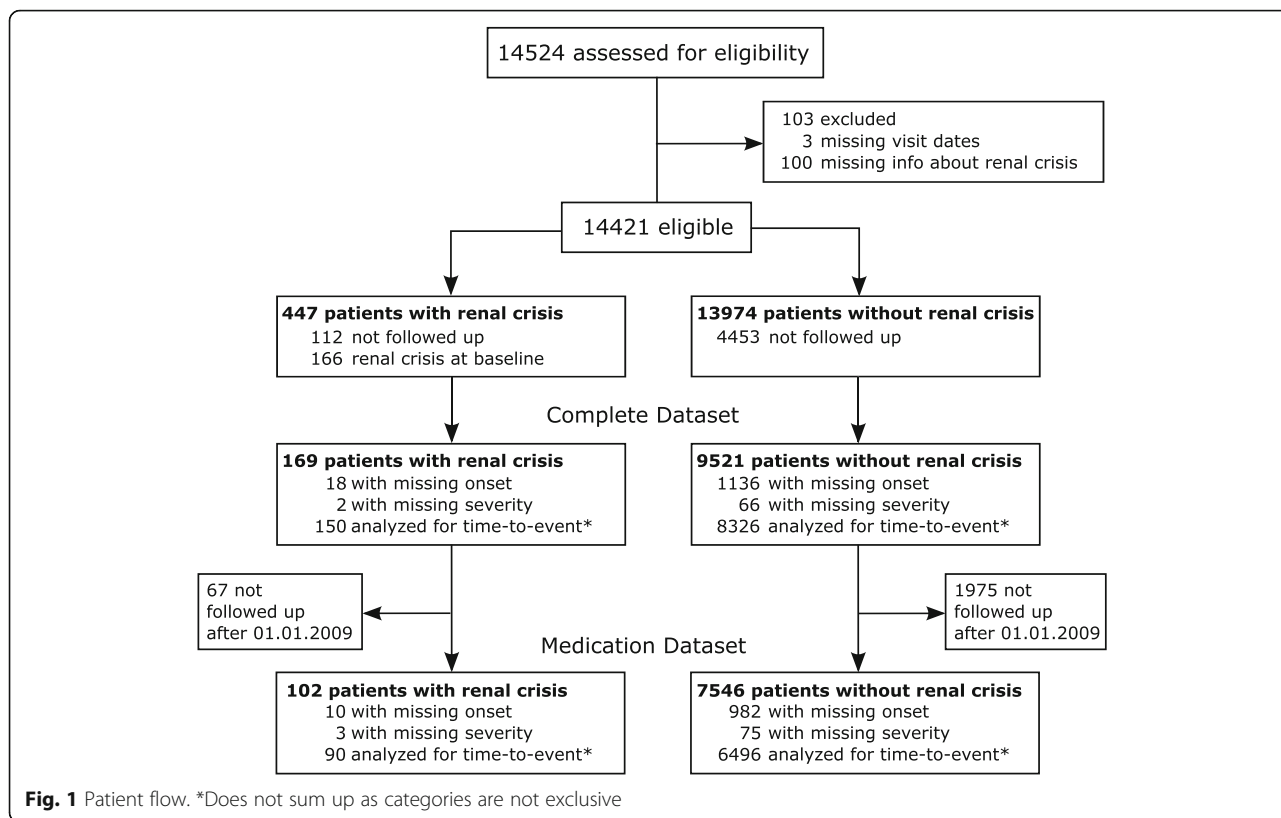 14524 assessed for eligibility
103 excluded
3 missing visit dates
100 missing info about renal crisis
14421 eligible
447 patients with renal crisis
112 not followed up
166 renal crisis at baseline
13974 patients without renal crisis
4453 not followed up
Complete Dataset
169 patients with renal crisis
18 with missing onset
2 with missing severity
150 analyzed for time-to-event*
9521 patients without renal crisis
1136 with missing onset
66 with missing severity
8326 analyzed for time-to-event*
67 not
followed up
after 01.01.2009
1975 not
followed up
after 01.01.2009
Medication Dataset
102 patients with renal crisis
10 with missing onset
3 with missing severity
90 analyzed for time-to-event*
7546 patients without renal crisis
982 with missing onset
75 with missing severity
6496 analyzed for time-to-event*
Fig. 1 Patient flow. *Does not sum up as categories are not exclusive